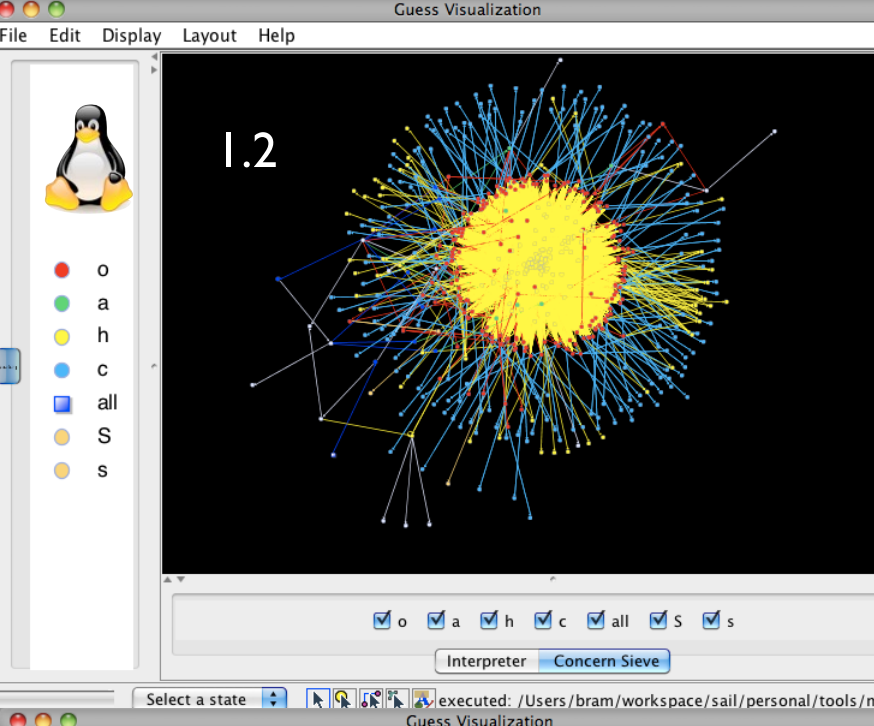 Guess Visualization
File Edit Display Layout Help
1.2
o
a
h
c
all
S
s
o a h c all S s
Interpreter Concern Sieve
Select a state executed: /Users/bram/workspace/sail/personal/tools/
Guess Visualization